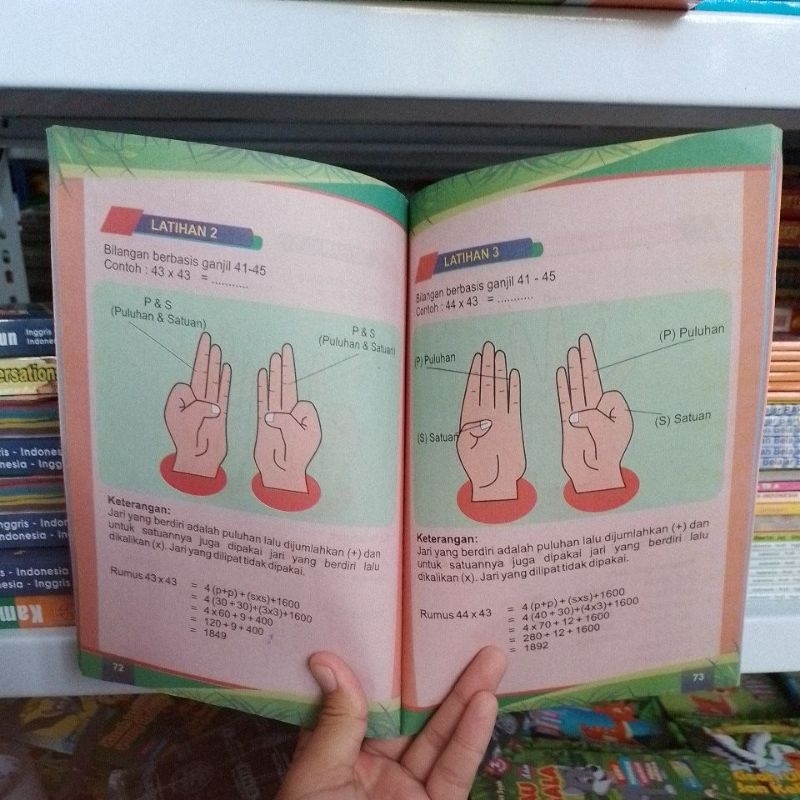 LATIHAN 2
Bilangan berbasis ganjil 41-45
Contoh : 43 x 43 = ...........
P & S
(Puluhan & Satuan)
P & S
(Puluhan & Satuan)
Keterangan:
Jari yang berdiri adalah puluhan lalu dijumlahkan (+) dan
untuk satuannya juga dipakai jari yang berdiri lalu
dikalikan (x). Jari yang dilipat tidak dipakai.
Rumus 43 x 43 = 4 (p+p) + (sxs)+1600
= 4 (30 + 30)+(3x3)+1600
= 4 x 60 + 9 + 400
= 120 + 9 + 400
= 1849
72
LATIHAN 3
Bilangan berbasis ganjil 41 - 45
Contoh : 44 x 43 = ...........
(P) Puluhan
(P) Puluhan
(S) Satuan
(S) Satuan
Keterangan:
Jari yang berdiri adalah puluhan lalu dijumlahkan (+) dan
untuk satuannya juga dipakai jari yang berdiri lalu
dikalikan (x). Jari yang dilipat tidak dipakai.
Rumus 44 x 43 = 4 (p+p) + (sxs)+1600
= 4 (40 + 30)+(4x3)+1600
= 4 x 70 + 12 + 1600
= 280 + 12 + 1600
= 1892
73
Inggris
Kamu